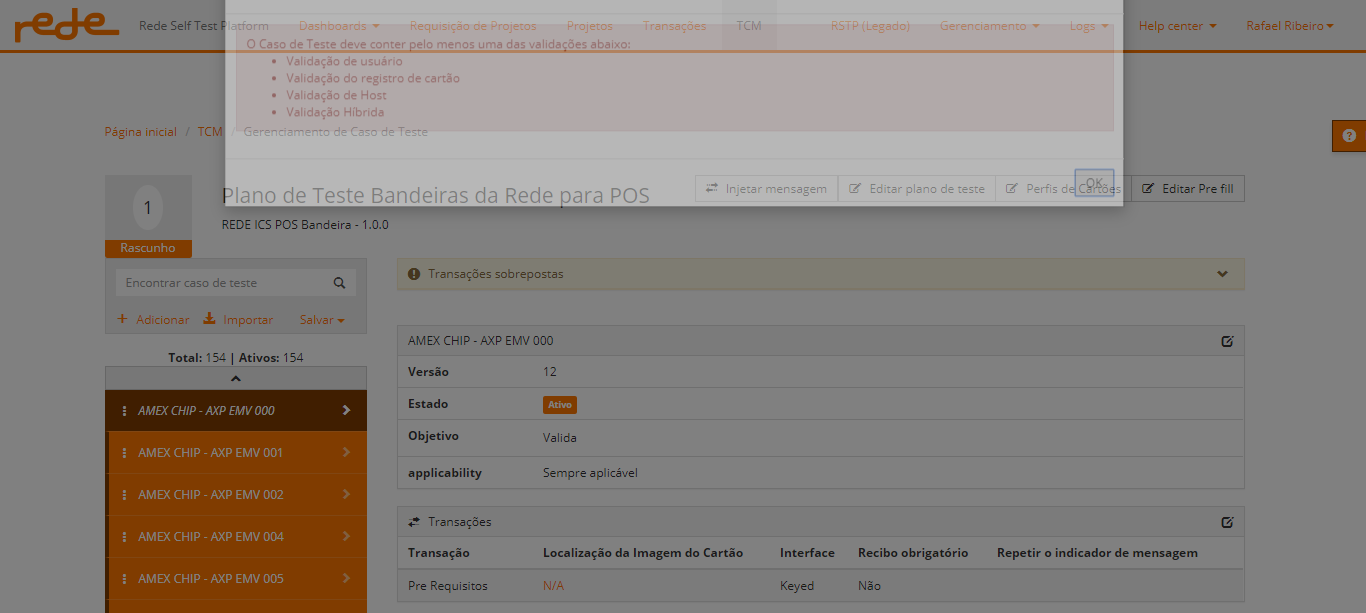 rede
Rede Self Test Platform
Dashboards
Requisição de Projetos
Projetos
Transações
TCM
RSTP (Legado)
Gerenciamento
Logs
Help center
Rafael Ribeiro
O Caso de Teste deve conter pelo menos uma das validações abaixo:
Validação de usuário
Validação do registro de cartão
Validação de Host
Validação Híbrida
Página inicial / TCM / Gerenciamento de Caso de Teste
1
Rascunho
Plano de Teste Bandeiras da Rede para POS
REDE ICS POS Bandeira - 1.0.0
Injetar mensagem
Editar plano de teste
Perfis de Cartões
OK
Editar Pre fill
Encontrar caso de teste
+ Adicionar
Importar
Salvar
Total: 154 | Ativos: 154
AMEX CHIP - AXP EMV 000
AMEX CHIP - AXP EMV 001
AMEX CHIP - AXP EMV 002
AMEX CHIP - AXP EMV 004
AMEX CHIP - AXP EMV 005
Transações sobrepostas
AMEX CHIP - AXP EMV 000
Versão 12
Estado Ativo
Objetivo Valida
applicability Sempre aplicável
Transações
Transação Localização da Imagem do Cartão Interface Recibo obrigatório Repetir o indicador de mensagem
Pre Requisitos N/A Keyed Não